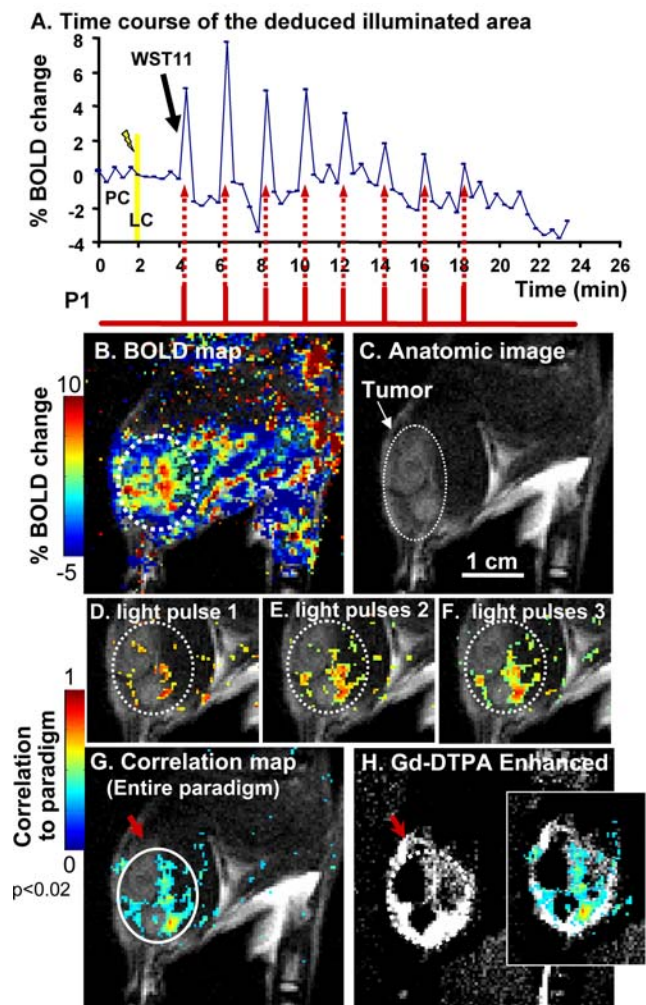 A. Time course of the deduced illuminated area
% BOLD change
8
6
4
2
0
-2
-4
WST11
PC
LC
0 2 4 6 8 10 12 14 16 18 20 22 24 26
Time (min)
P1
B. BOLD map
C. Anatomic image
% BOLD change
10
-5
Tumor
1 cm
D. light pulse 1
E. light pulses 2
F. light pulses 3
Correlation
to paradigm
1
0
p<0.02
G. Correlation map
(Entire paradigm)
H. Gd-DTPA Enhanced